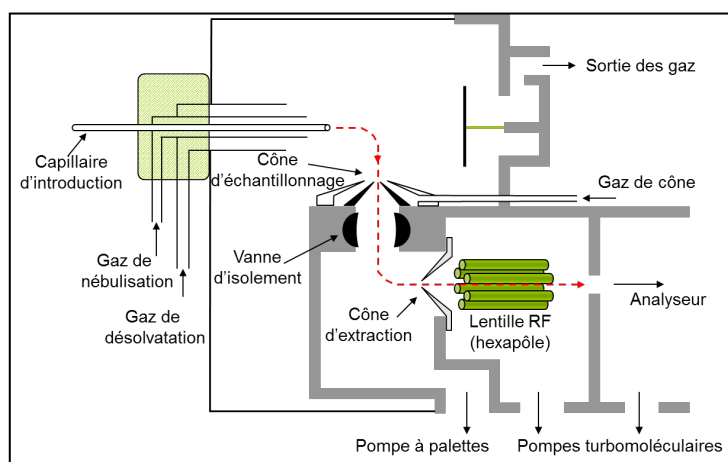 Sortie des gaz
Capillaire
d'introduction
Cône
d'échantillonnage
Gaz de cône
Gaz de
nébulisation
Vanne
d'isolement
Gaz de
désolvatation
Cône
d'extraction
Lentille RF
(hexapôle)
Analyseur
Pompe à palettes
Pompes turbomoléculaires